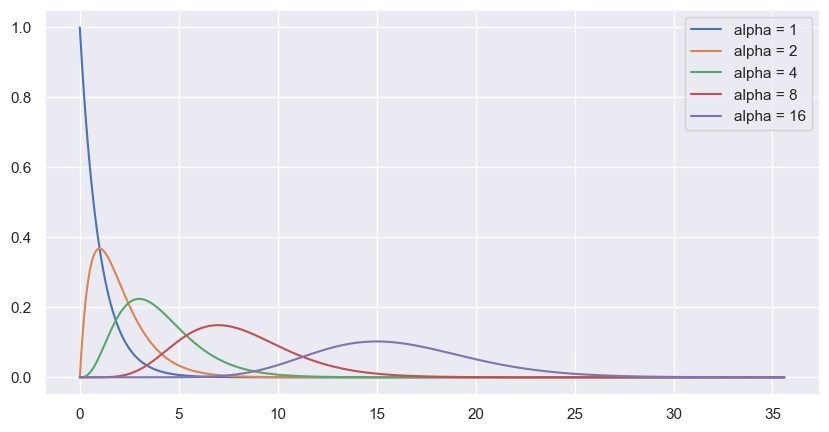 1.0
0.8
0.6
0.4
0.2
0.0
0 5 10 15 20 25 30 35
alpha = 1
alpha = 2
alpha = 4
alpha = 8
alpha = 16